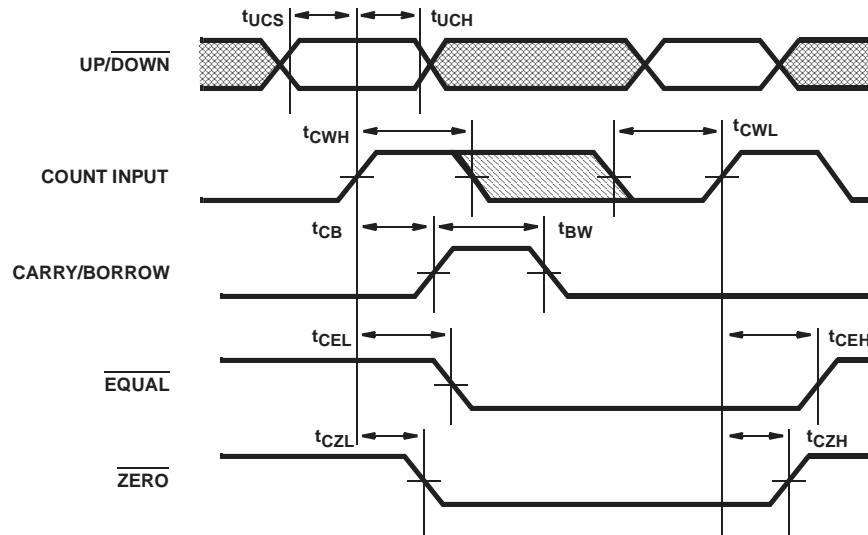 tUCS
tUCH
UP/DOWN
tCWH
tCWL
COUNT INPUT
tCB
tBW
CARRY/BORROW
tCEL
tCEH
EQUAL
tCZL
tCZH
ZERO